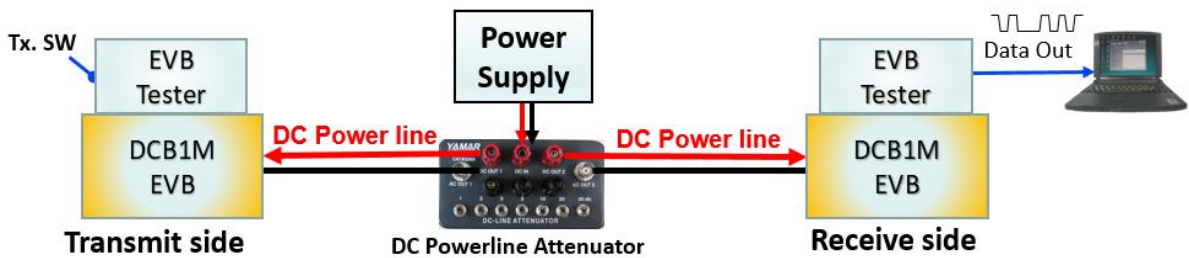 Tx. SW
EVB
Tester
DCB1M
EVB
Transmit side
Power
Supply
DC Power line
DC Power line
YAMAR
DC OUT 1 DC IN DC OUT 2
AC OUT 1
AC OUT 2
DC-LINE ATTENUATOR
DC Powerline Attenuator
EVB
Tester
DCB1M
EVB
Receive side
Data Out